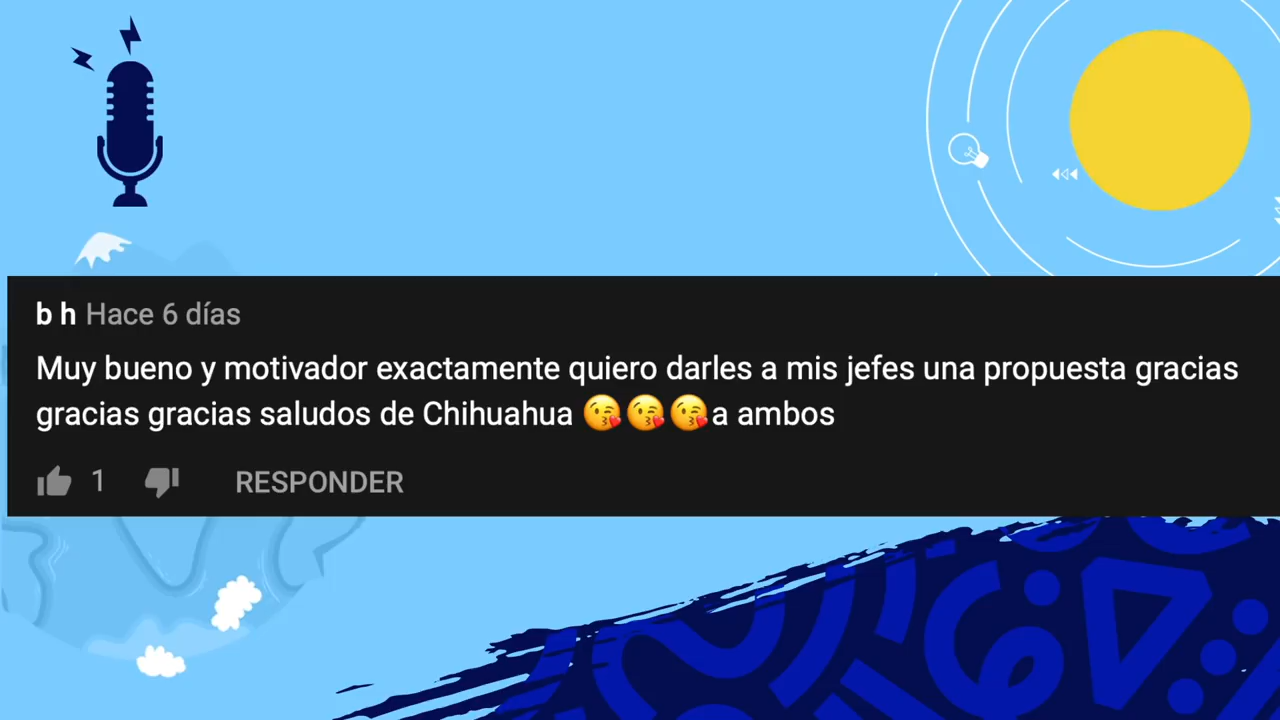 b h Hace 6 días
Muy bueno y motivador exactamente quiero darles a mis jefes una propuesta gracias
gracias gracias saludos de Chihuahua 😘😘😘a ambos
1 RESPONDER